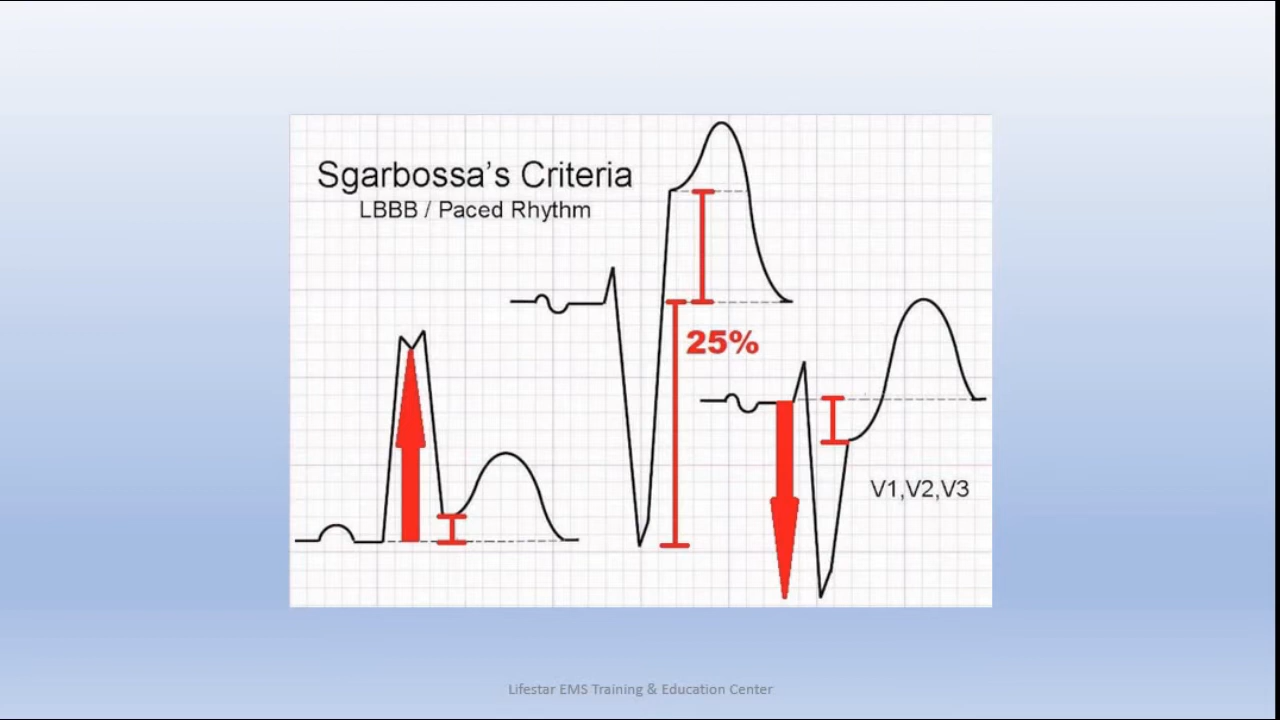 Sgarbossa's Criteria
LBBB / Paced Rhythm
25%
V1,V2,V3
Lifestar EMS Training & Education Center